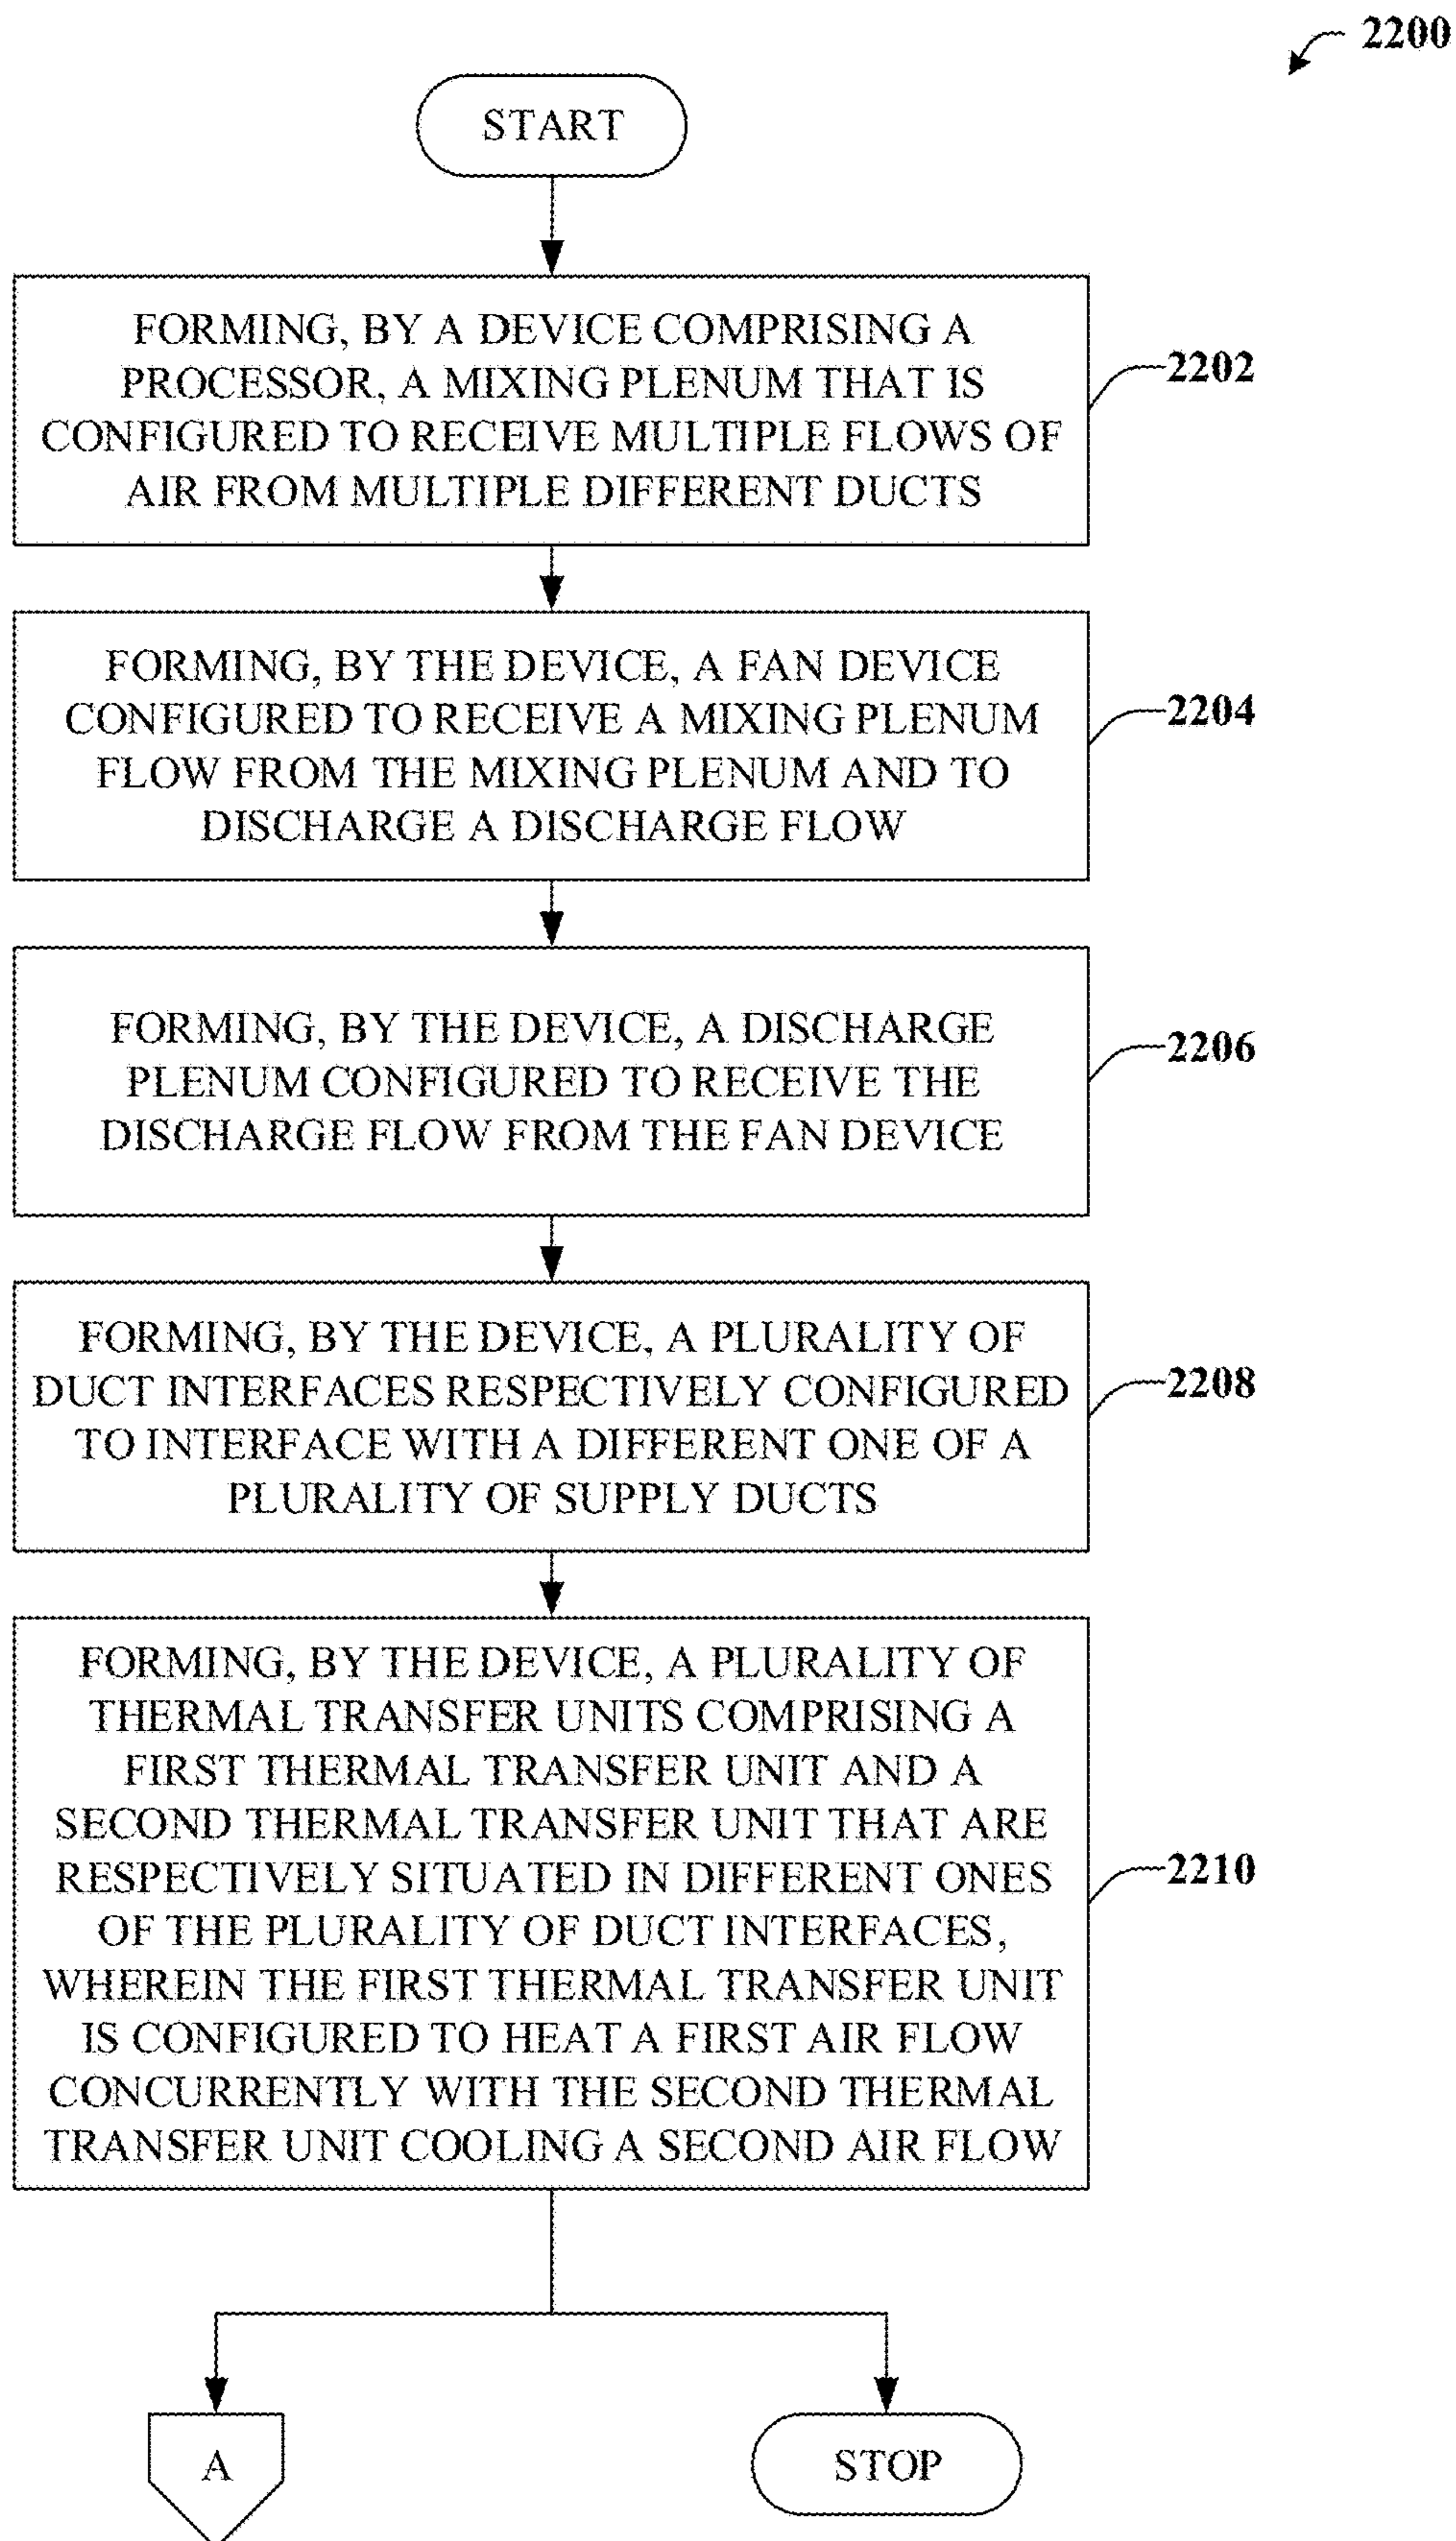 2200
START
FORMING, BY A DEVICE COMPRISING A
PROCESSOR, A MIXING PLENUM THAT IS
CONFIGURED TO RECEIVE MULTIPLE FLOWS OF
AIR FROM MULTIPLE DIFFERENT DUCTS
2202
FORMING, BY THE DEVICE, A FAN DEVICE
CONFIGURED TO RECEIVE A MIXING PLENUM
FLOW FROM THE MIXING PLENUM AND TO
DISCHARGE A DISCHARGE FLOW
2204
FORMING, BY THE DEVICE, A DISCHARGE
PLENUM CONFIGURED TO RECEIVE THE
DISCHARGE FLOW FROM THE FAN DEVICE
2206
FORMING, BY THE DEVICE, A PLURALITY OF
DUCT INTERFACES RESPECTIVELY CONFIGURED
TO INTERFACE WITH A DIFFERENT ONE OF A
PLURALITY OF SUPPLY DUCTS
2208
FORMING, BY THE DEVICE, A PLURALITY OF
THERMAL TRANSFER UNITS COMPRISING A
FIRST THERMAL TRANSFER UNIT AND A
SECOND THERMAL TRANSFER UNIT THAT ARE
RESPECTIVELY SITUATED IN DIFFERENT ONES
OF THE PLURALITY OF DUCT INTERFACES,
WHEREIN THE FIRST THERMAL TRANSFER UNIT
IS CONFIGURED TO HEAT A FIRST AIR FLOW
CONCURRENTLY WITH THE SECOND THERMAL
TRANSFER UNIT COOLING A SECOND AIR FLOW
2210
A
STOP